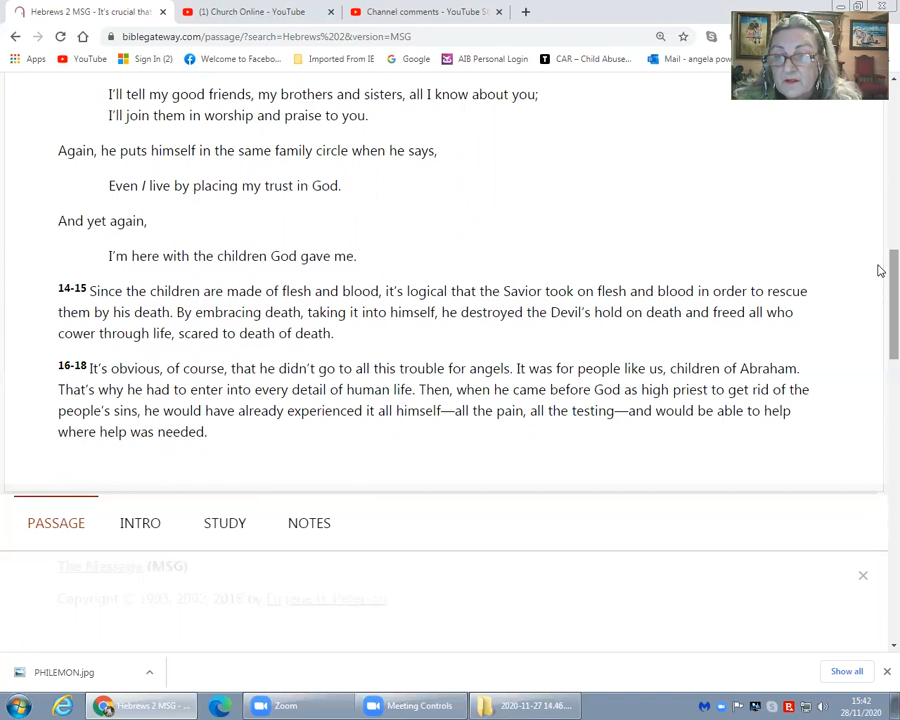 Hebrews 2 MSG - It's crucial that
(1) Church Online - YouTube
Channel comments - YouTube St
biblegateway.com/passage/?search=Hebrews%202&version=MSG
Apps YouTube Sign In (2) Welcome to Facebo... Imported From IE Google AIB Personal Login CAR – Child Abuse... Mail - angela pow
I'll tell my good friends, my brothers and sisters, all I know about you;
I'll join them in worship and praise to you.
Again, he puts himself in the same family circle when he says,
Even I live by placing my trust in God.
And yet again,
I'm here with the children God gave me.
14-15 Since the children are made of flesh and blood, it's logical that the Savior took on flesh and blood in order to rescue
them by his death. By embracing death, taking it into himself, he destroyed the Devil's hold on death and freed all who
cower through life, scared to death of death.
16-18 It's obvious, of course, that he didn't go to all this trouble for angels. It was for people like us, children of Abraham.
That's why he had to enter into every detail of human life. Then, when he came before God as high priest to get rid of the
people's sins, he would have already experienced it all himself—all the pain, all the testing—and would be able to help
where help was needed.
PASSAGE INTRO STUDY NOTES
The Message (MSG)
Copyright © 1993, 2002, 2018 by Eugene H. Peterson
PHILEMON.jpg
Show all
Hebrews 2 MSG - ... Zoom Meeting Controls 2020-11-27 14.46....
15:42
28/11/2020